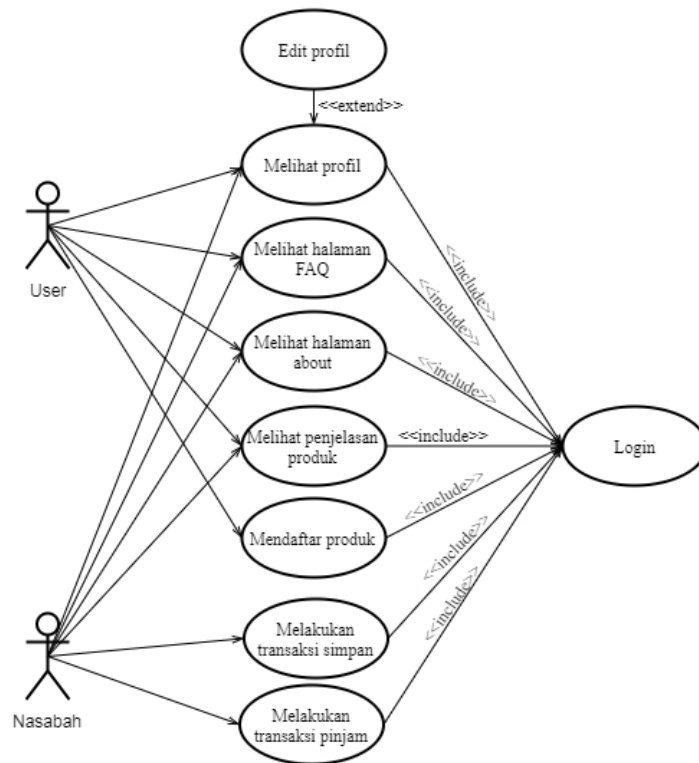 Edit profil
<<extend>>
Melihat profil
<<include>>
User
Melihat halaman
FAQ
<<include>>
Melihat halaman
about
<<include>>
Melihat penjelasan
produk
<<include>>
Login
Mendaftar produk
<<include>>
Melakukan
transaksi simpan
<<include>>
Nasabah
Melakukan
transaksi pinjam
<<include>>